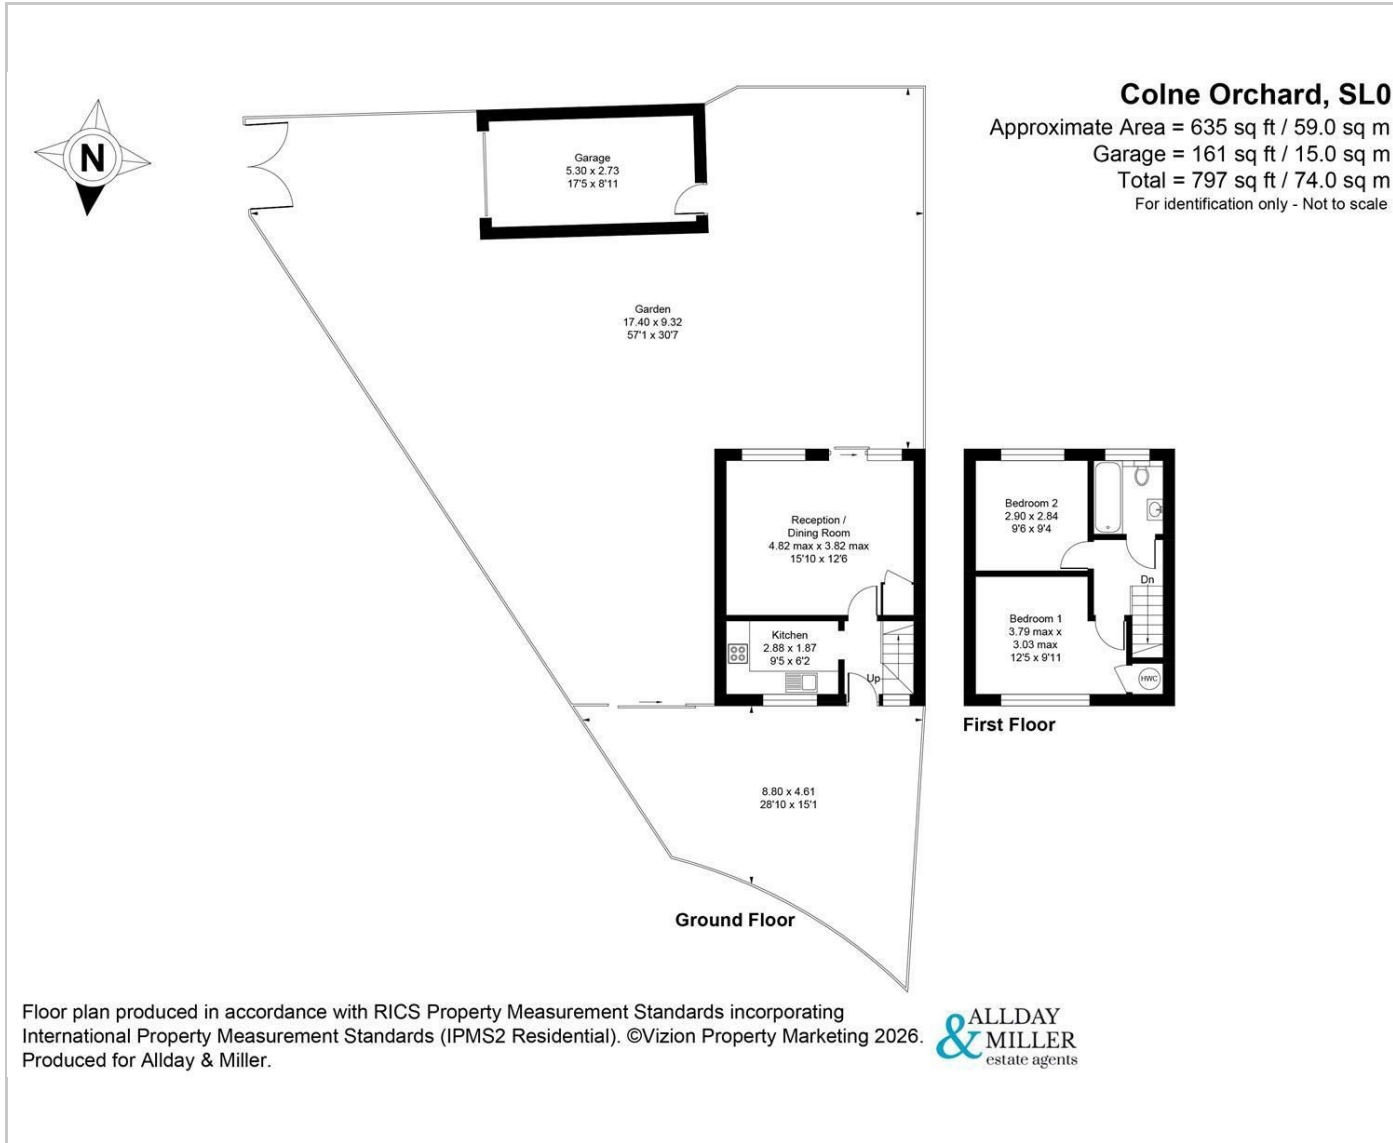 Colne Orchard, SL0
Approximate Area = 635 sq ft / 59.0 sq m
Garage = 161 sq ft / 15.0 sq m
Total = 797 sq ft / 74.0 sq m
For identification only - Not to scale
N
Garage
5.30 x 2.73
17'5 x 8'11
Garden
17.40 x 9.32
57'1 x 30'7
Reception /
Dining Room
4.82 max x 3.82 max
15'10 x 12'6
Kitchen
2.88 x 1.87
9'5 x 6'2
Up
8.80 x 4.61
28'10 x 15'1
Ground Floor
Bedroom 2
2.90 x 2.84
9'6 x 9'4
Dn
Bedroom 1
3.79 max x
3.03 max
12'5 x 9'11
HWC
First Floor
Floor plan produced in accordance with RICS Property Measurement Standards incorporating
International Property Measurement Standards (IPMS2 Residential). ©Vizion Property Marketing 2026.
Produced for Allday & Miller.
ALLDAY
& MILLER
estate agents